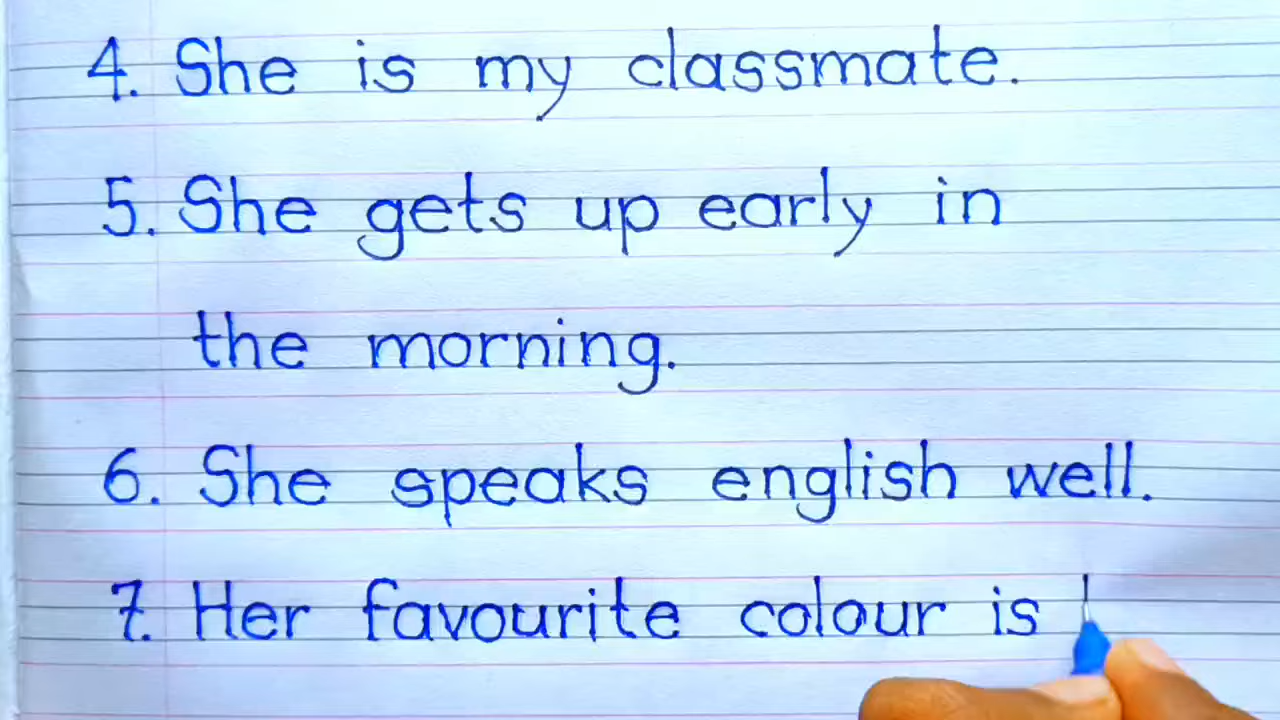 4. She is my classmate.
5. She gets up early in
the morning.
6. She speaks english well.
7. Her favourite colour is